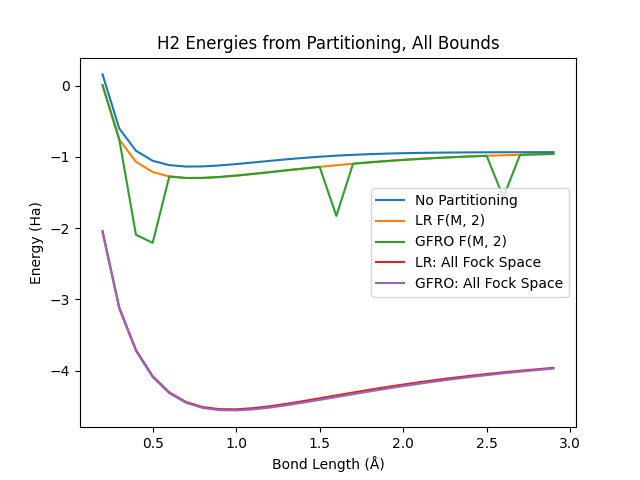 H2 Energies from Partitioning, All Bounds
Energy (Ha)
0
−1
−2
−3
−4
No Partitioning
LR F(M, 2)
GFRO F(M, 2)
LR: All Fock Space
GFRO: All Fock Space
0.5 1.0 1.5 2.0 2.5 3.0
Bond Length (Å)